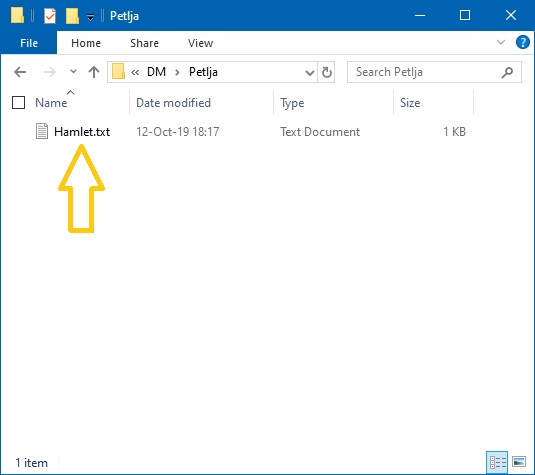 Petlja
File Home Share View
« DM > Petlja Search Petlja
Name Date modified Type Size
Hamlet.txt 12-Oct-19 18:17 Text Document 1 KB
1 item